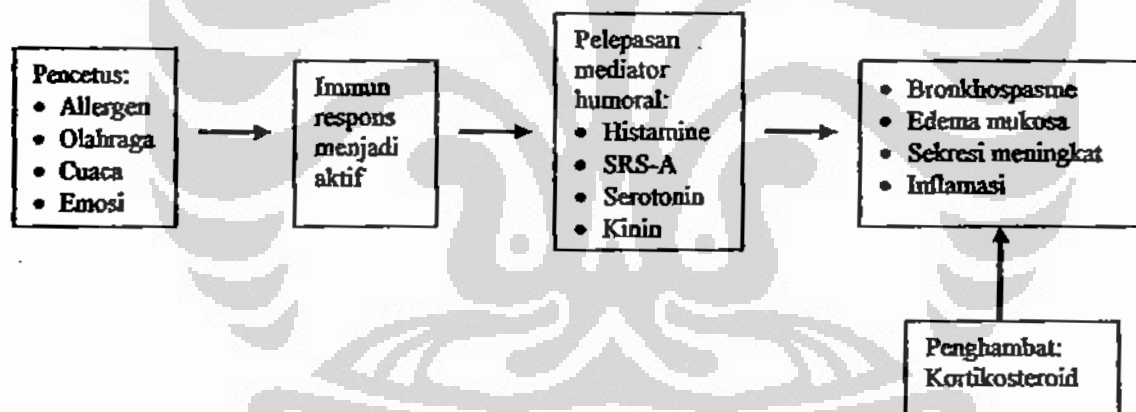 Pencetus:
• Allergen
• Olahraga
• Cuaca
• Emosi
Immun
respons
menjadi
aktif
Pelepasan
mediator
humoral:
• Histamine
• SRS-A
• Serotonin
• Kinin
• Bronkhospasme
• Edema mukosa
• Sekresi meningkat
• Inflamasi
Penghambat:
Kortikosteroid